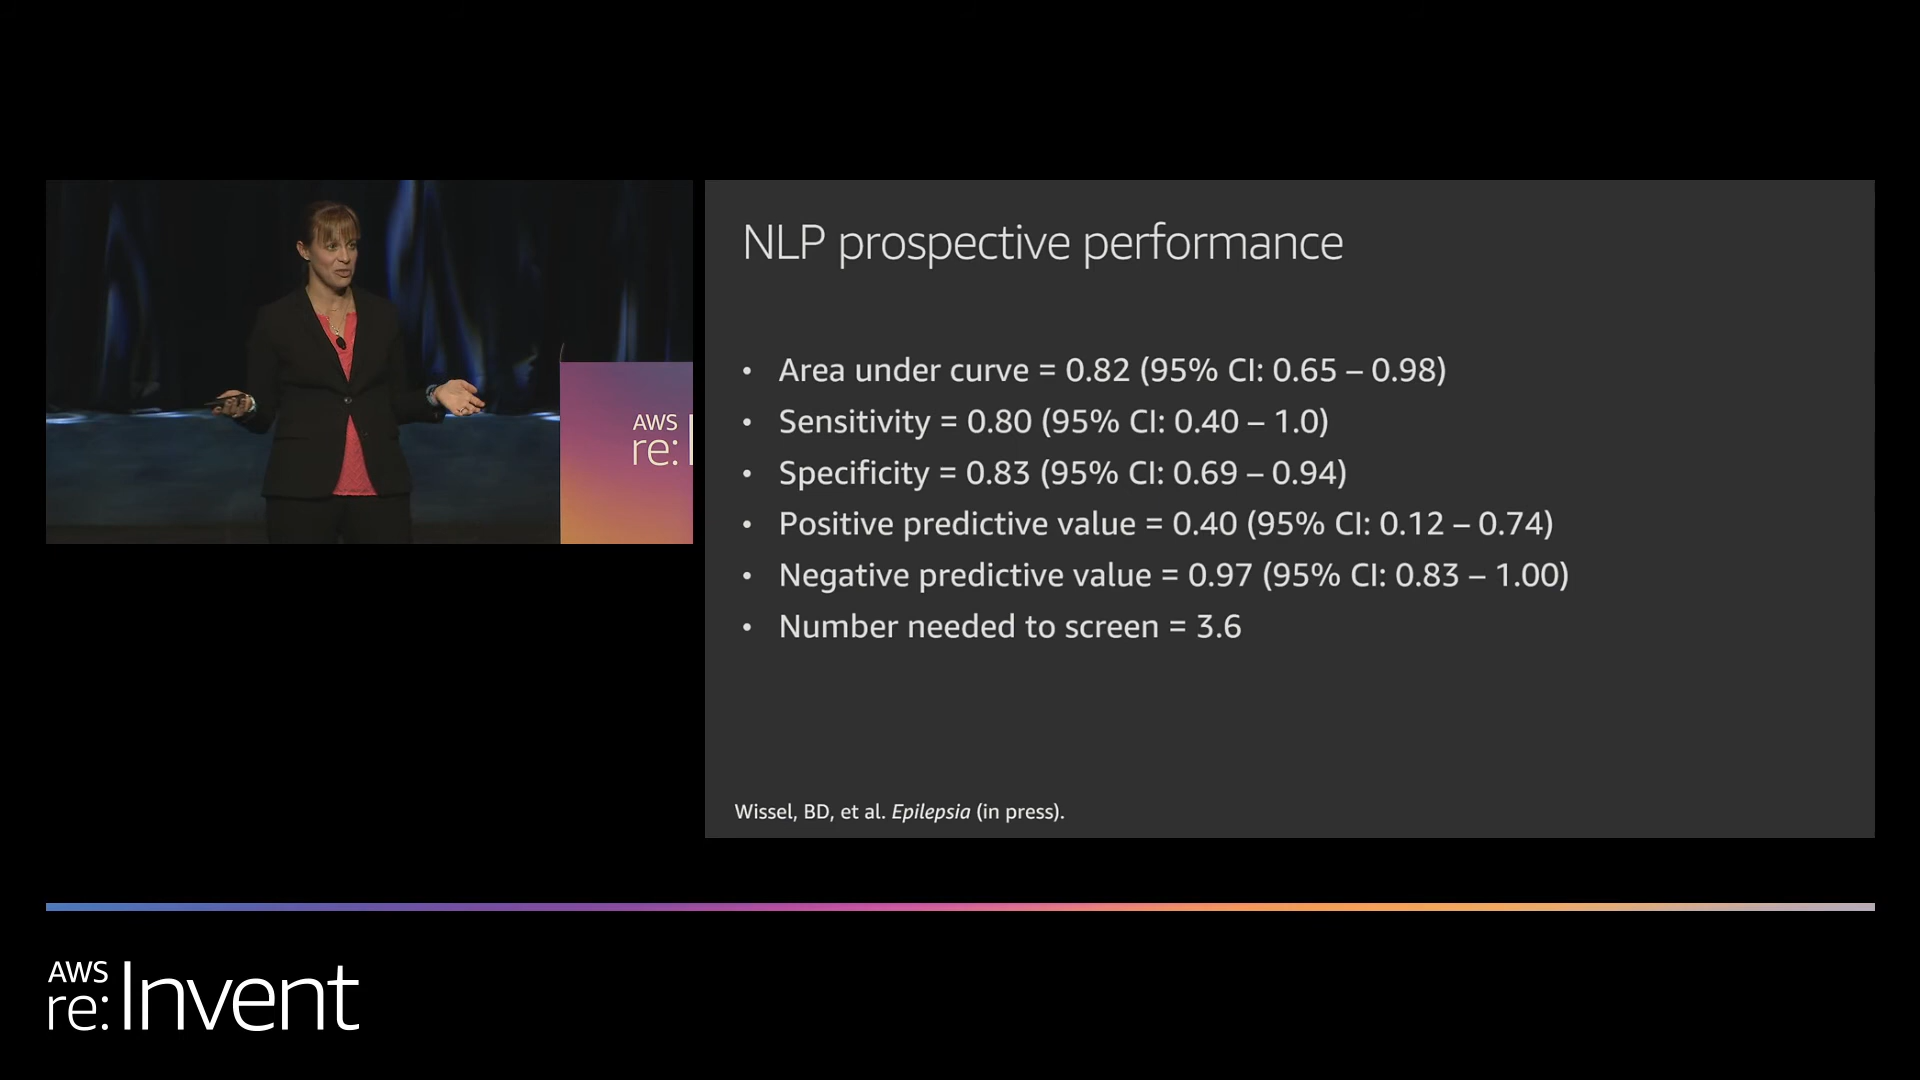 NLP prospective performance
• Area under curve = 0.82 (95% CI: 0.65 – 0.98)
• Sensitivity = 0.80 (95% CI: 0.40 – 1.0)
• Specificity = 0.83 (95% CI: 0.69 – 0.94)
• Positive predictive value = 0.40 (95% CI: 0.12 – 0.74)
• Negative predictive value = 0.97 (95% CI: 0.83 – 1.00)
• Number needed to screen = 3.6
Wissel, BD, et al. Epilepsia (in press).
AWS
re:
AWS
re:Invent